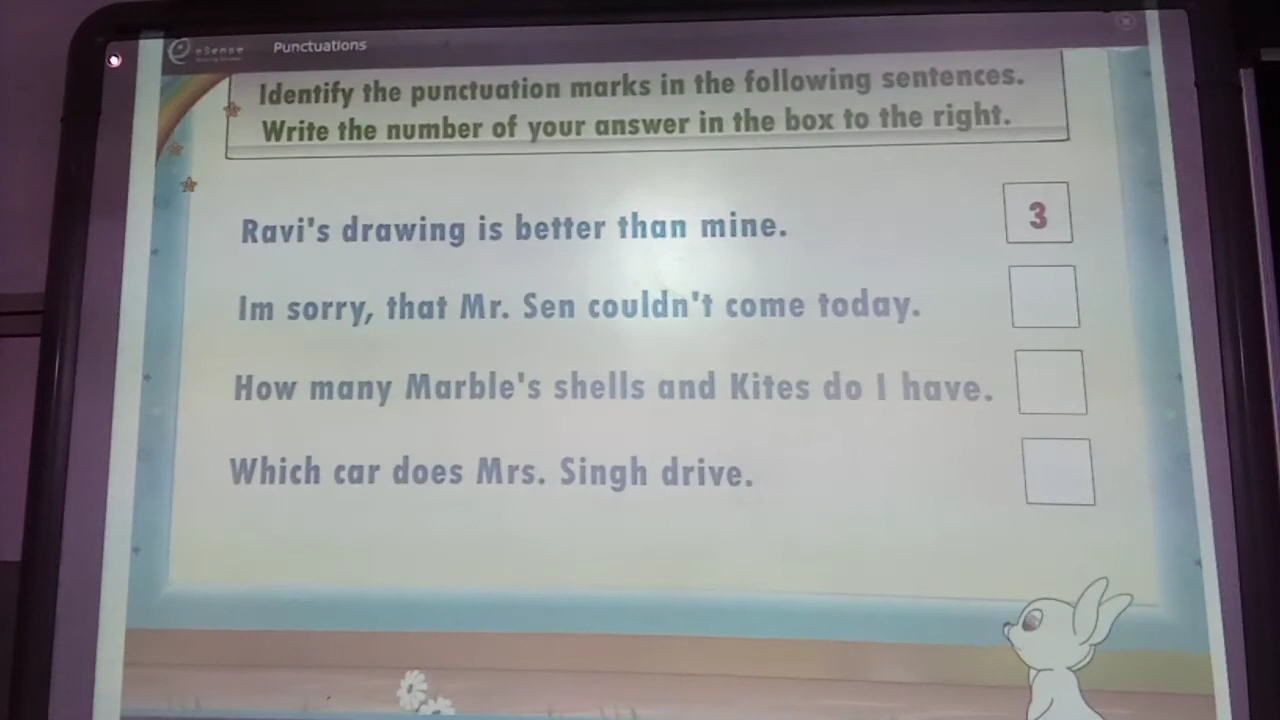 eSense
Punctuations
Identify the punctuation marks in the following sentences.
Write the number of your answer in the box to the right.
Ravi's drawing is better than mine.
3
Im sorry, that Mr. Sen couldn't come today.
How many Marble's shells and Kites do I have.
Which car does Mrs. Singh drive.